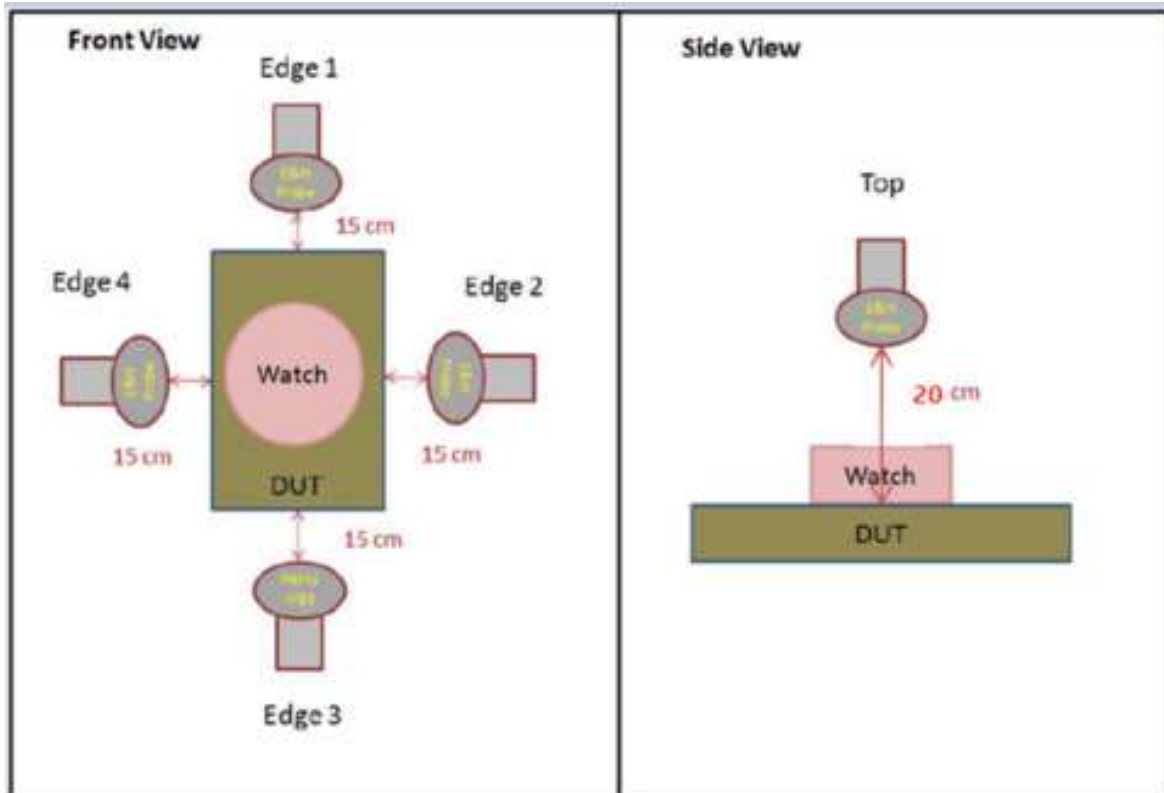 Front View
Edge 1
15 cm
Edge 4
Edge 2
Watch
15 cm
15 cm
DUT
15 cm
Edge 3
Side View
Top
20 cm
Watch
DUT